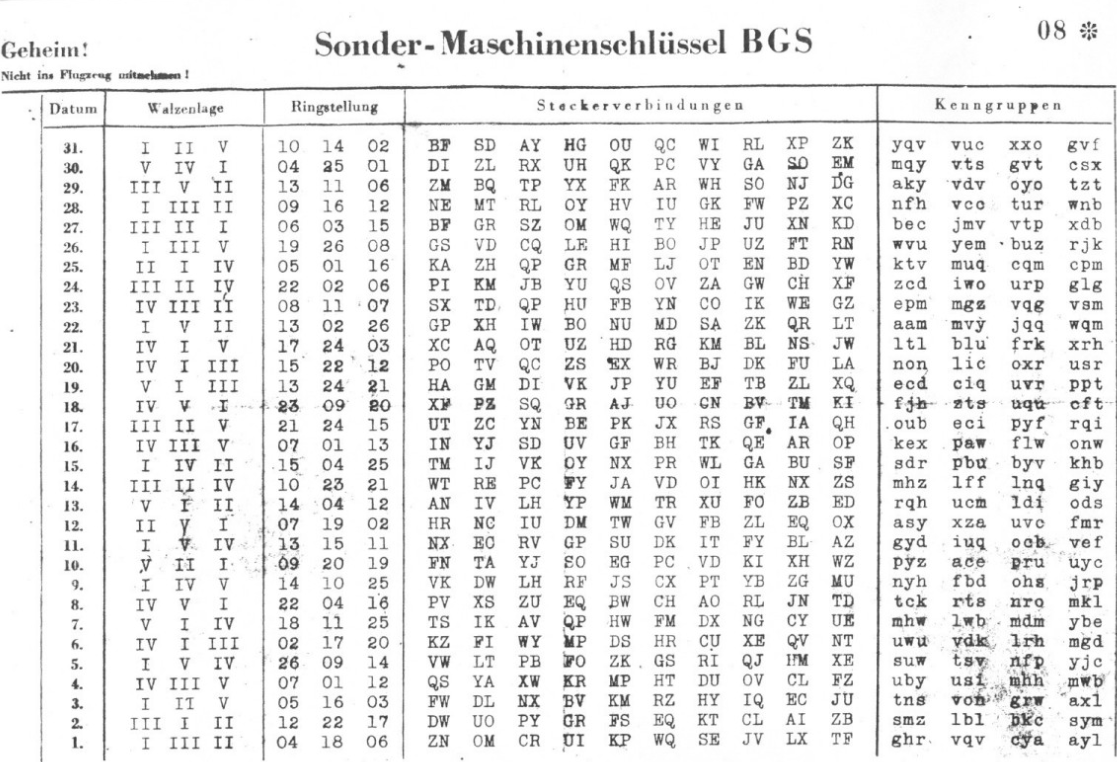 Geheim!
Sonder-Maschinenschlüssel BGS
08 ❊
Nicht ins Flugzeug mitnehmen!
Datum Walzenlage Ringstellung Steckerverbindungen Kenngruppen
31. I II V 10 14 02 BF SD AY HG OU QC WI RL XP ZK yqv vuc xxo gvf
30. V IV I 04 25 01 DI ZL RX UH QK PC VY GA SO EM mqy vts gvt csx
29. III V II 13 11 06 ZM BQ TP YX FK AR WH SO NJ DG aky vdv oyo tzt
28. I III II 09 16 12 NE MT RL OY HV IU GK FW PZ XC nfh vco tur wnb
27. III II I 06 03 15 BF GR SZ OM WQ TY HE JU XN KD bec jmv vtp xdb
26. I III V 19 26 08 GS VD CQ LE HI BO JP UZ FT RN wvu yem buz rjk
25. II I IV 05 01 16 KA ZH QP GR MF LJ OT EN BD YW ktv muq cqm cpm
24. III II IV 22 02 06 PI KM JB YU QS OV ZA GW CH XF zcd iwo urp glg
23. IV III II 08 11 07 SX TD QP HU FB YN CO IK WE GZ epm mgz vqg vsm
22. I V II 13 02 26 GP XH IW BO NU MD SA ZK QR LT aam mvy jqq wqm
21. IV I V 17 24 03 XC AQ OT UZ HD RG KM BL NS JW ltl blu frk xrh
20. IV I III 15 22 12 PO TV QC ZS EX WR BJ DK FU LA non lic oxr usr
19. V I III 13 24 21 HA GM DI VK JP YU EF TB ZL XQ ecd ciq uvr ppt
18. IV V I 23 09 20 XF PZ SQ GR AJ UO CN BV TM KI fjh zts uqu cft
17. III II V 21 24 15 UT ZC YN BE PK JX RS GF IA QH oub eci pyf rqi
16. IV III V 07 01 13 IN YJ SD UV GF BH TK QE AR OP kex paw flw onw
15. I IV II 15 04 25 TM IJ VK OY NX PR WL GA BU SF sdr pbu byv khb
14. III II IV 10 23 21 WT RE PC FY JA VD OI HK NX ZS mhz lff lnq giy
13. V I II 14 04 12 AN IV LH YP WM TR XU FO ZB ED rqh ucm ldi ods
12. II V I 07 19 02 HR NC IU DM TW GV FB ZL EQ OX asy xza uvc fmr
11. I V IV 13 15 11 NX EC RV GP SU DK IT FY BL AZ gyd iuq ocb vef
10. V II I 09 20 19 FN TA YJ SO EG PC VD KI XH WZ pyz ace pru uyc
9. I IV V 14 10 25 VK DW LH RF JS CX PT YB ZG MU nyh fbd ohs jrp
8. IV V I 22 04 16 PV XS ZU EQ BW CH AO RL JN TD tck rts nro mkl
7. V I IV 18 11 25 TS IK AV QP HW FM DX NG CY UE mhw lwb mdm ybe
6. IV I III 02 17 20 KZ FI WY MP DS HR CU XE QV NT uwu vdk lrh mgd
5. I V IV 26 09 14 VW LT PB FO ZK GS RI QJ HM XE suw tsv nfp yjc
4. IV III V 07 01 12 QS YA XW KR MP HT DU OV CL FZ uby usi mhh mwb
3. I II V 05 16 03 FW DL NX BV KM RZ HY IQ EC JU tns von grw axl
2. III I II 12 22 17 DW UO PY GR FS EQ KT CL AI ZB smz lbl bkc sym
1. I III II 04 18 06 ZN OM CR UI KP WQ SE JV LX TF ghr vqv cya ayl